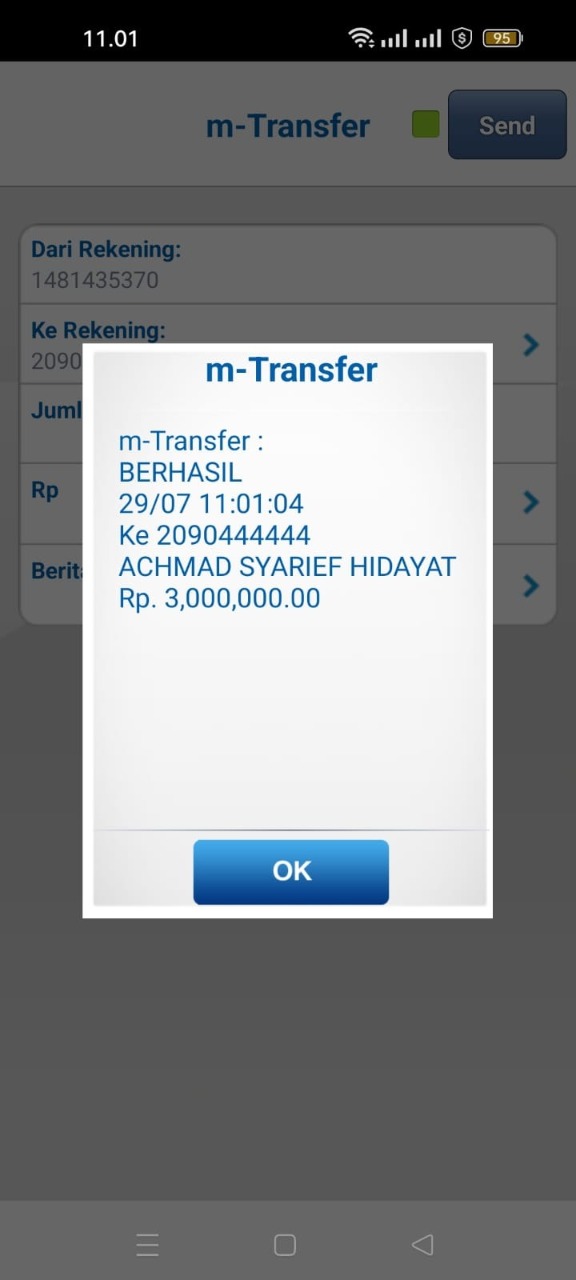 11.01
95
m-Transfer
Send
Dari Rekening:
1481435370
Ke Rekening:
2090
Juml
Rp
Berita
m-Transfer
m-Transfer :
BERHASIL
29/07 11:01:04
Ke 2090444444
ACHMAD SYARIEF HIDAYAT
Rp. 3,000,000.00
OK